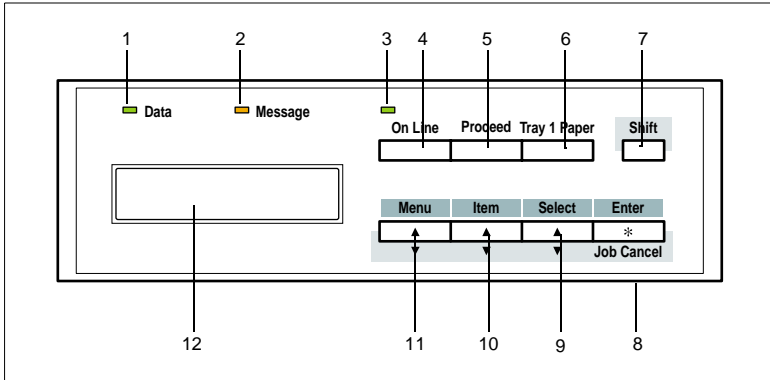 1 2 3 4 5 6 7
Data Message
On Line Proceed Tray 1 Paper Shift
Menu Item Select Enter
*
Job Cancel
12 11 10 9 8